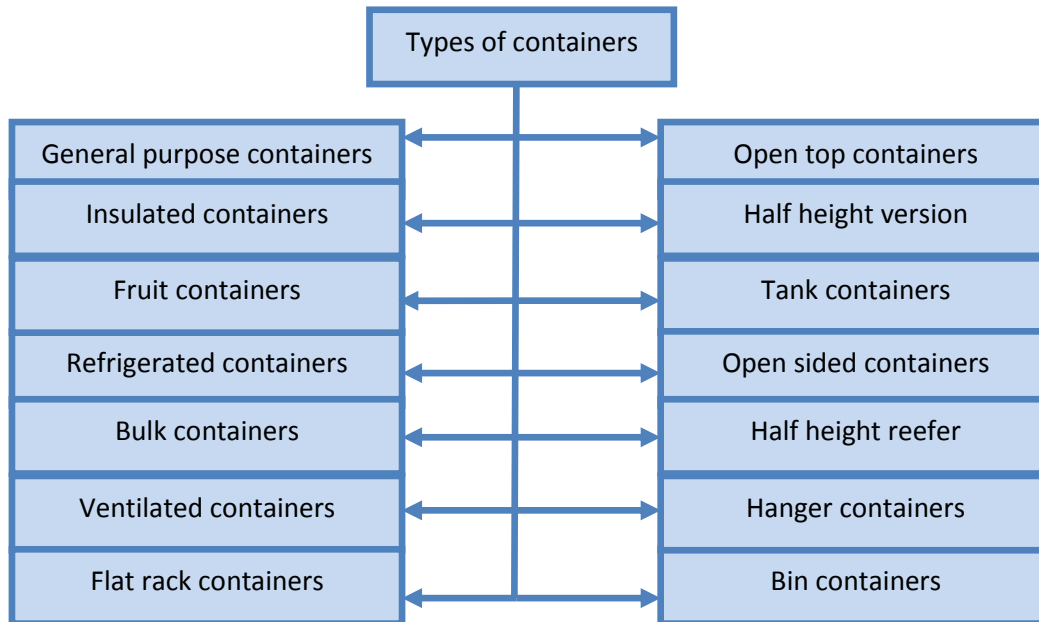 Types of containers
General purpose containers
Open top containers
Insulated containers
Half height version
Fruit containers
Tank containers
Refrigerated containers
Open sided containers
Bulk containers
Half height reefer
Ventilated containers
Hanger containers
Flat rack containers
Bin containers